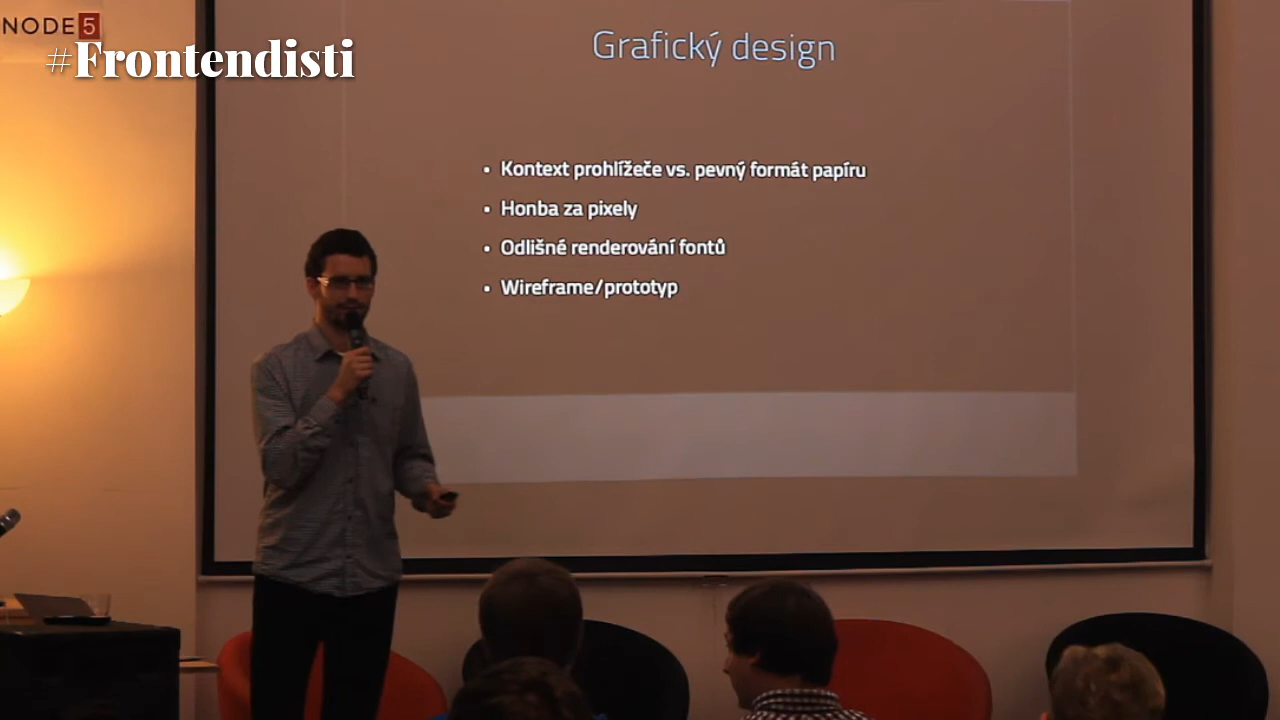 NODE5
#Frontendisti
Grafický design
• Kontext prohlížeče vs. pevný formát papíru
• Honba za pixely
• Odlišné renderování fontů
• Wireframe/prototyp